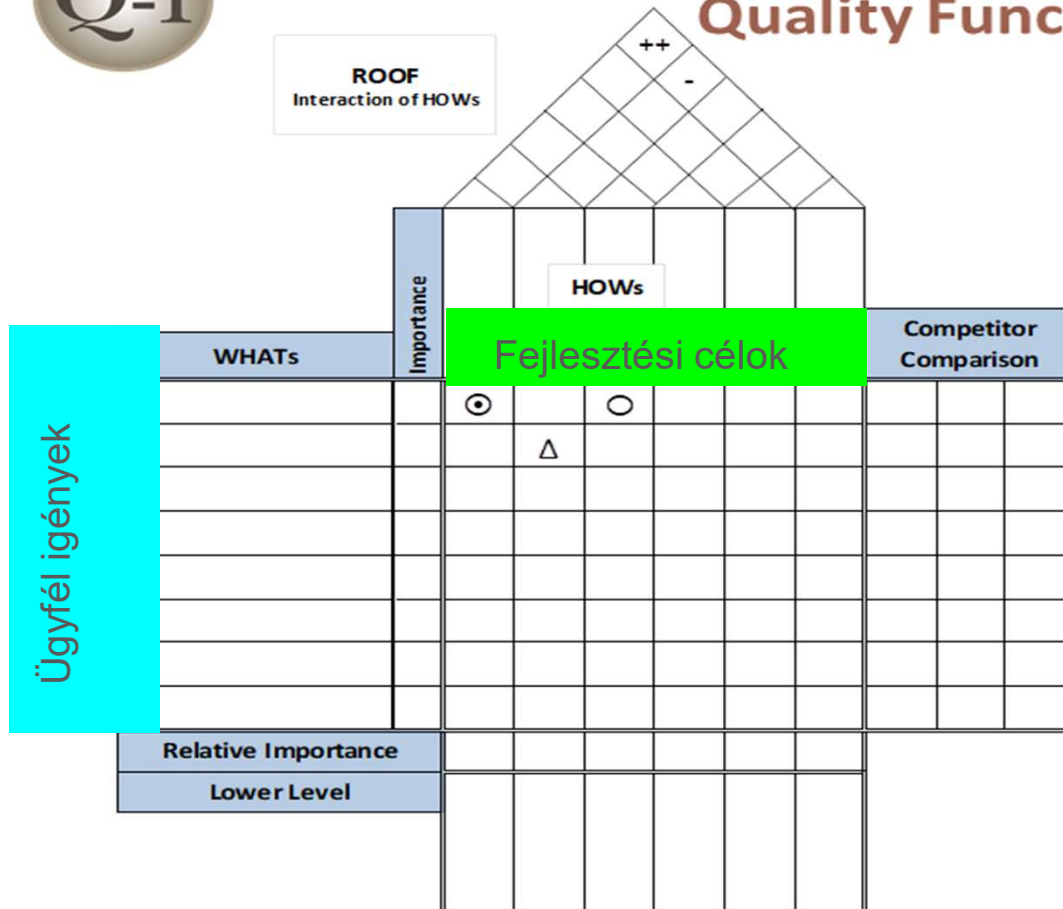 Q-1
Quality Func
++
-
ROOF
Interaction of HOWs
Importance
HOWs
WHATs
Fejlesztési célok
Competitor
Comparison
Ügyfél igények
Δ
Relative Importance
Lower Level